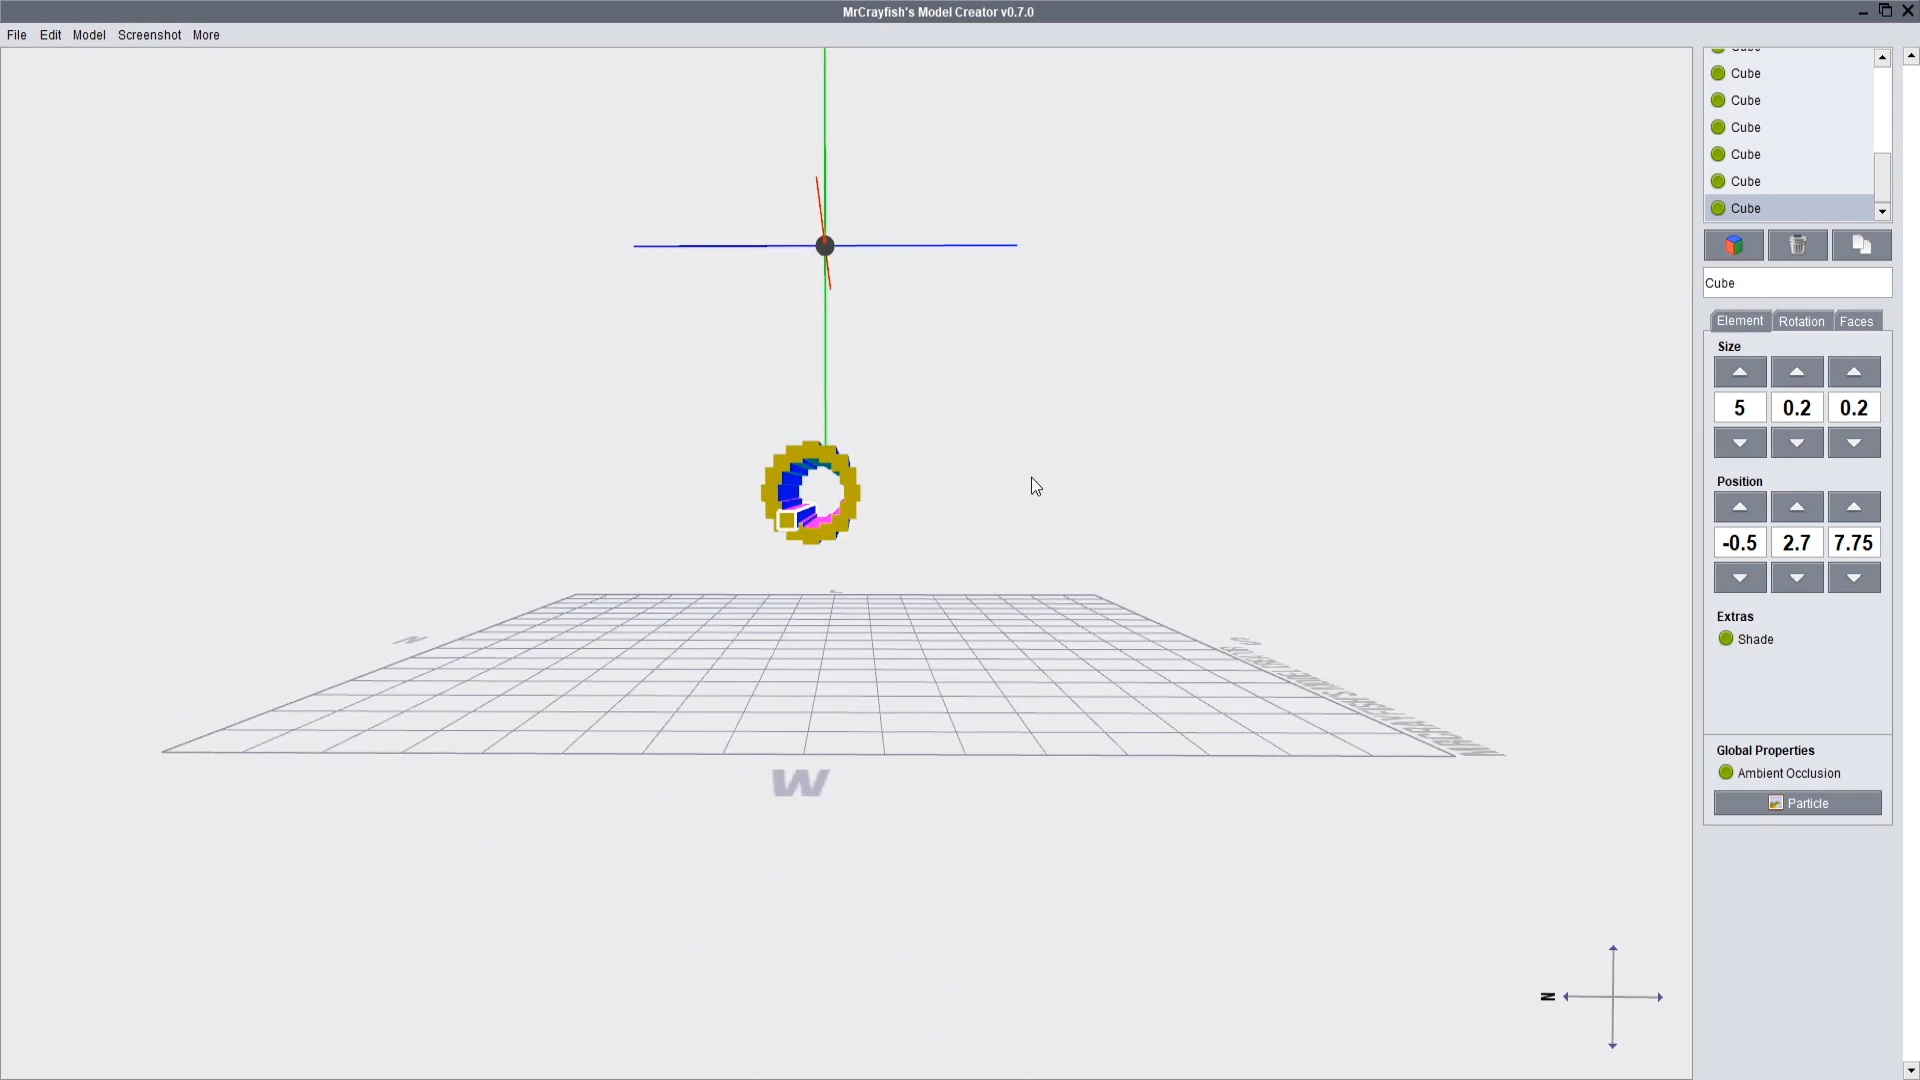 MrCrayfish's Model Creator v0.7.0
File Edit Model Screenshot More
Cube
Cube
Cube
Cube
Cube
Cube
Cube
Cube
Element Rotation Faces
Size
5 0.2 0.2
Position
-0.5 2.7 7.75
Extras
Shade
Global Properties
Ambient Occlusion
Particle
N
W
N